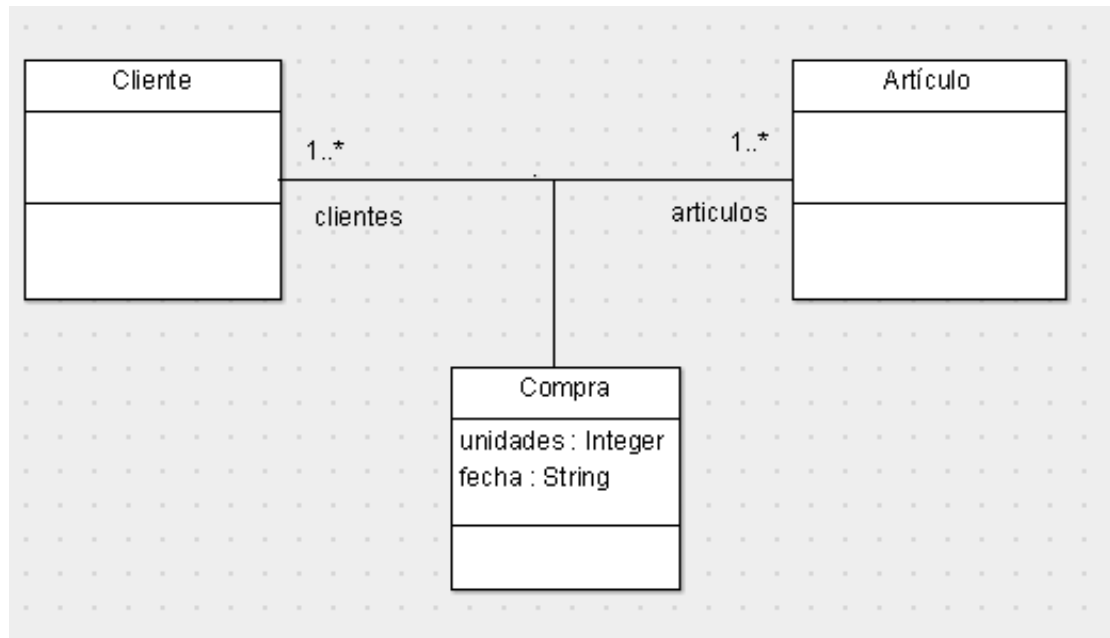 Cliente
Artículo
1..*
1..*
clientes
articulos
Compra
unidades : Integer
fecha : String